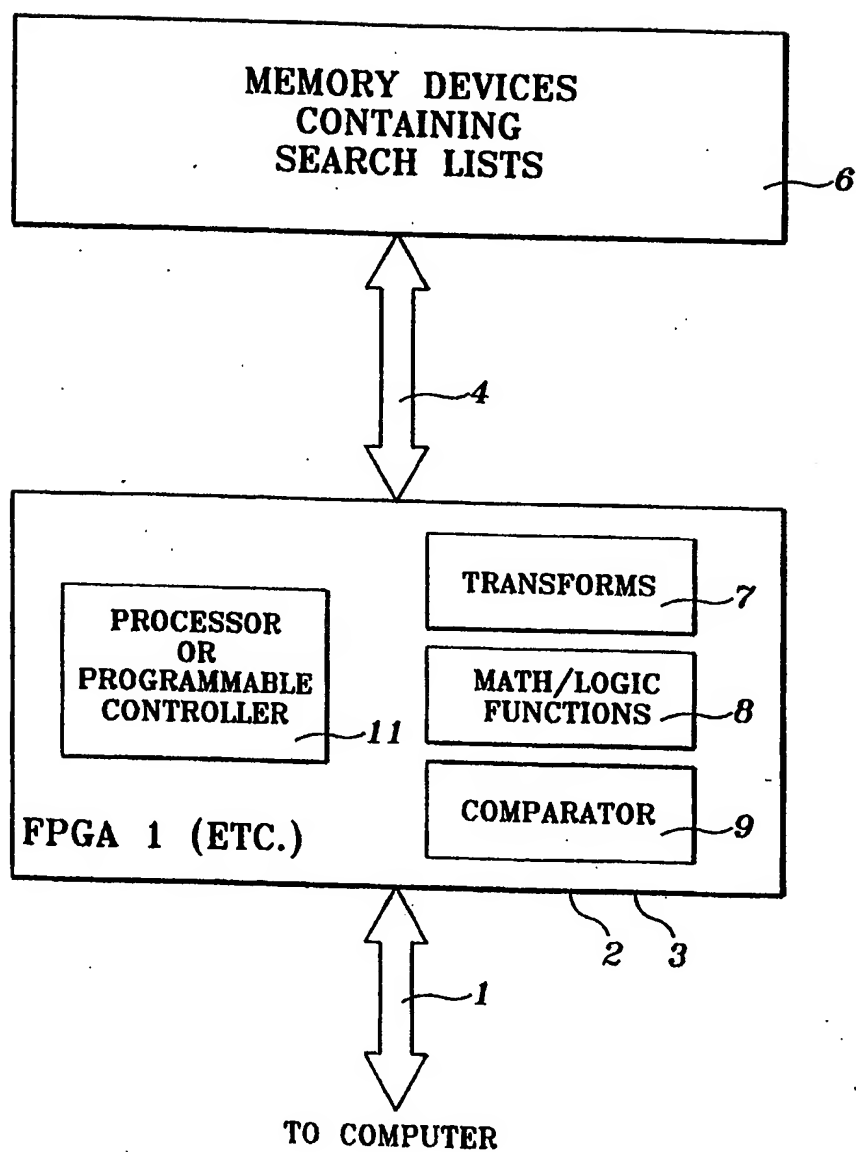 MEMORY DEVICES
CONTAINING
SEARCH LISTS
6
4
TRANSFORMS
7
PROCESSOR
OR
PROGRAMMABLE
CONTROLLER
11
MATH/LOGIC
FUNCTIONS
8
COMPARATOR
9
FPGA 1 (ETC.)
2
3
1
TO COMPUTER